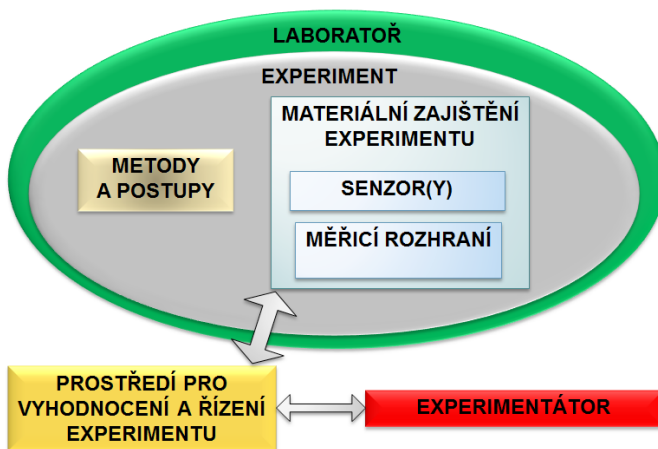 LABORATOŘ
EXPERIMENT
MATERIÁLNÍ ZAJIŠTĚNÍ
EXPERIMENTU
METODY
A POSTUPY
SENZOR(Y)
MĚŘICÍ ROZHRANÍ
PROSTŘEDÍ PRO
VYHODNOCENÍ A ŘÍZENÍ
EXPERIMENTU
EXPERIMENTÁTOR